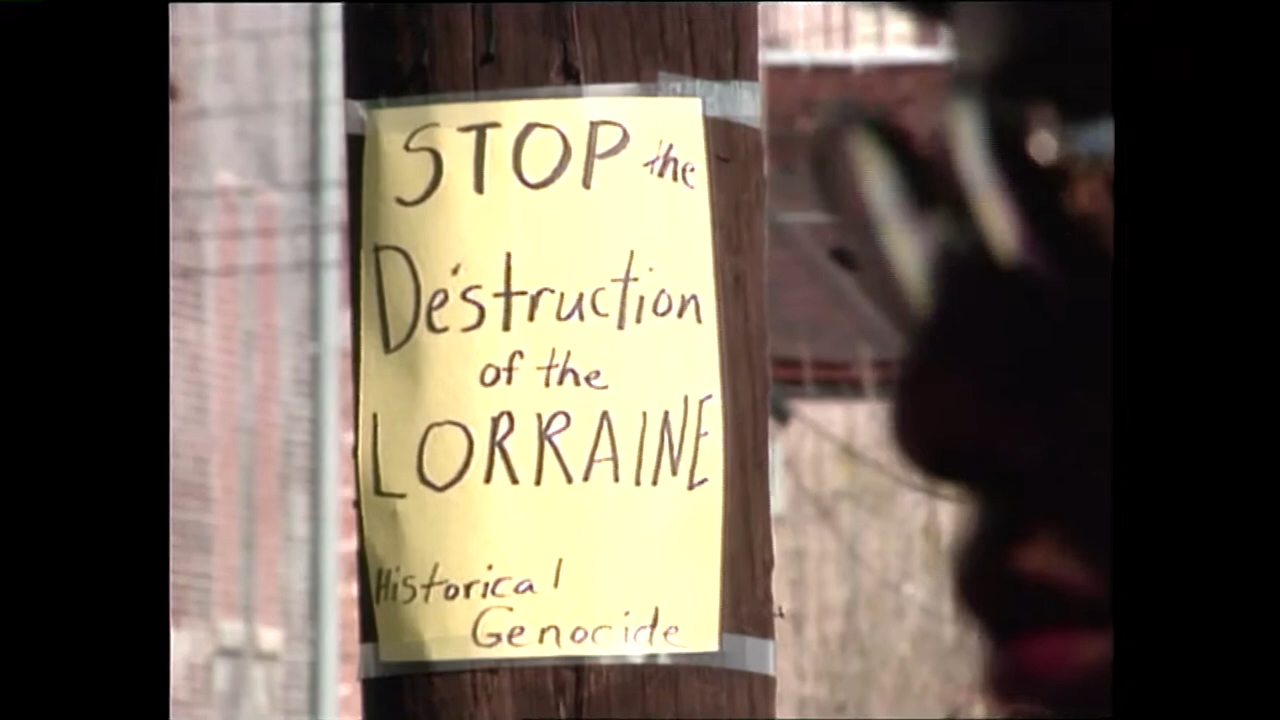 STOP the
Destruction
of the
LORRAINE
Historical
Genocide